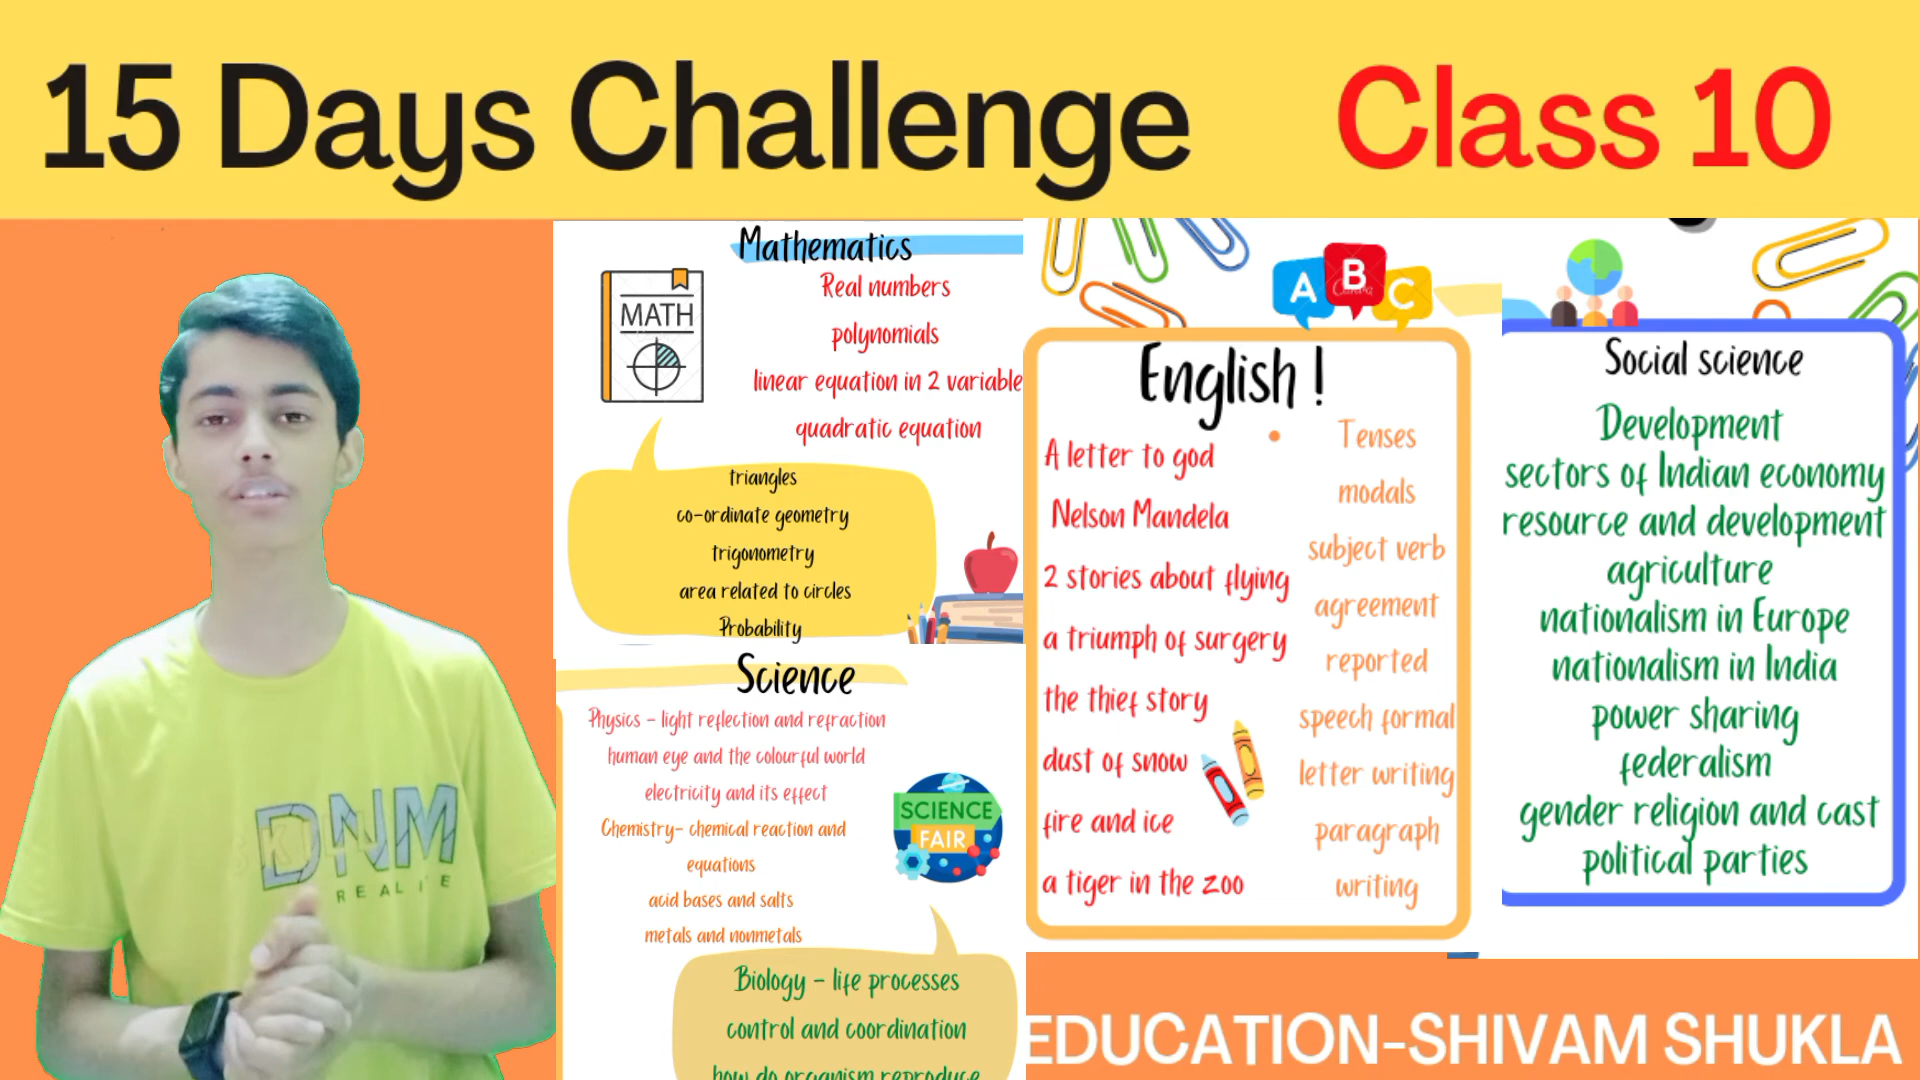 15 Days Challenge
Class 10
Mathematics
MATH
Real numbers
polynomials
linear equation in 2 variable
quadratic equation
triangles
co-ordinate geometry
trigonometry
area related to circles
Probability
Science
Physics - light reflection and refraction
human eye and the colourful world
electricity and its effect
Chemistry- chemical reaction and
equations
acid bases and salts
metals and nonmetals
SCIENCE
FAIR
Biology - life processes
control and coordination
how do organism reproduce
A B C
English !
A letter to god
Nelson Mandela
2 stories about flying
a triumph of surgery
the thief story
dust of snow
fire and ice
a tiger in the zoo
Tenses
modals
subject verb
agreement
reported
speech formal
letter writing
paragraph
writing
Social science
Development
sectors of Indian economy
resource and development
agriculture
nationalism in Europe
nationalism in India
power sharing
federalism
gender religion and cast
political parties
DNM
EDUCATION-SHIVAM SHUKLA